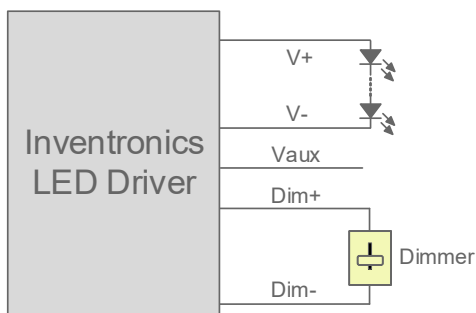 V+
V-
Inventronics
LED Driver
Vaux
Dim+
Dimmer
Dim-